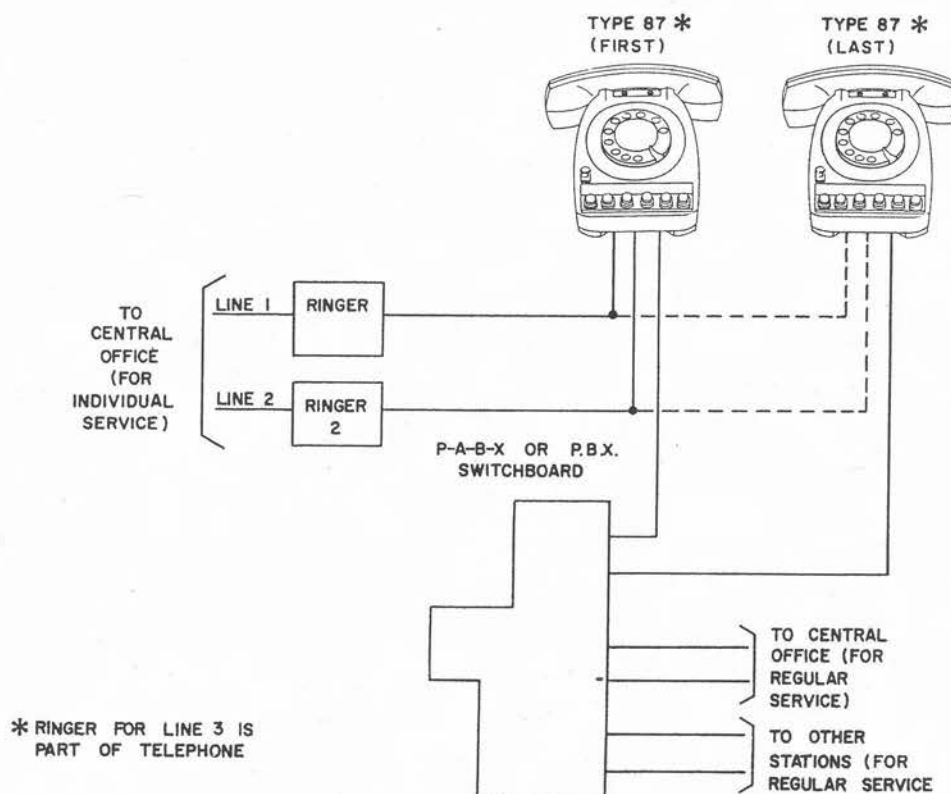 TYPE 87 *
(FIRST)
TYPE 87 *
(LAST)
TO
CENTRAL
OFFICE
(FOR
INDIVIDUAL
SERVICE)
LINE 1
RINGER
LINE 2
RINGER
2
P-A-B-X OR P.B.X.
SWITCHBOARD
TO CENTRAL
OFFICE (FOR
REGULAR
SERVICE)
* RINGER FOR LINE 3 IS
PART OF TELEPHONE
TO OTHER
STATIONS (FOR
REGULAR SERVICE